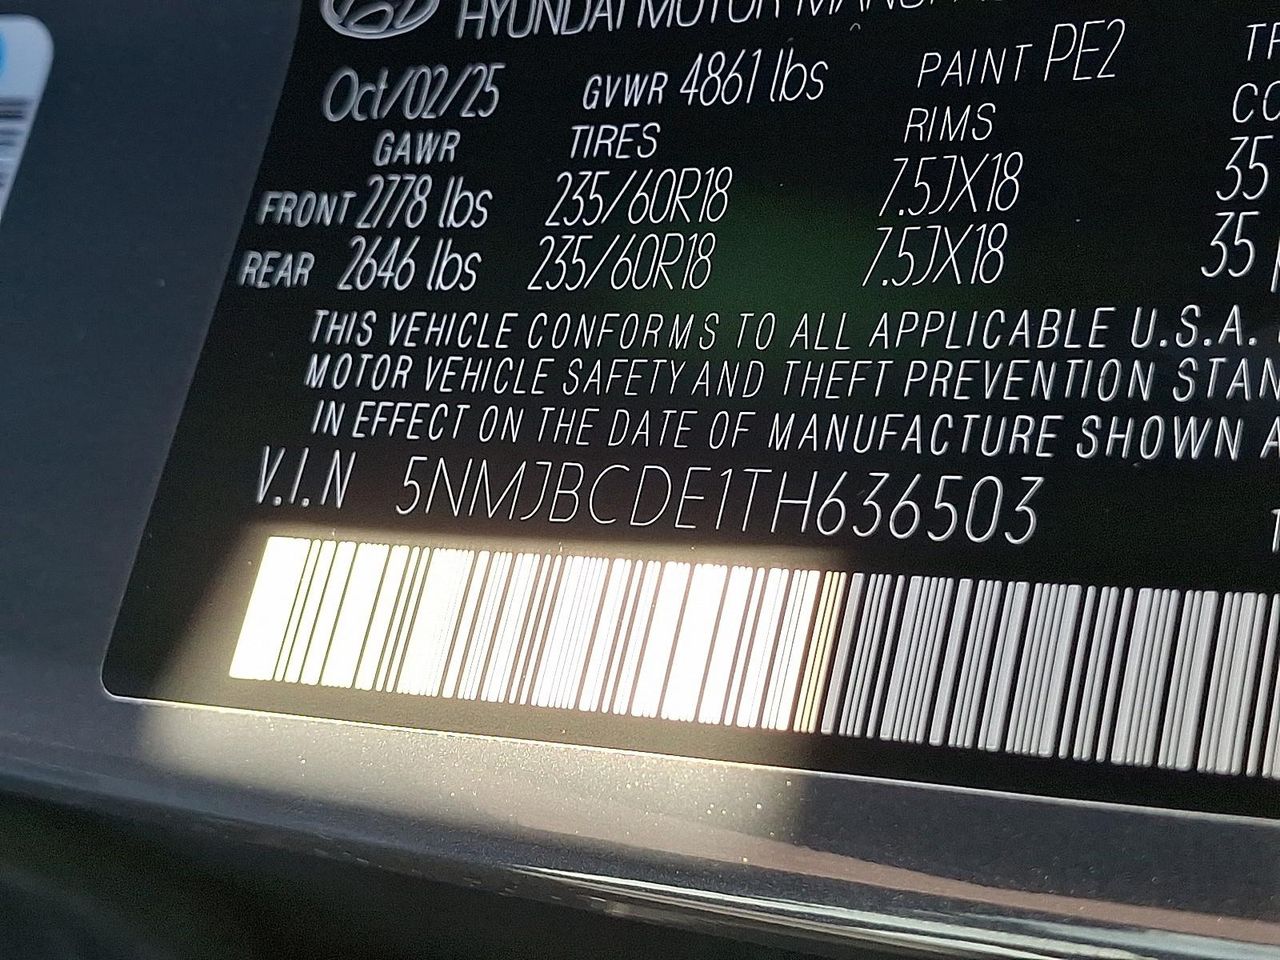 HYUNDAI MOTOR
Oct/02/25 GVWR 4861 lbs PAINT PE2
GAWR TIRES RIMS
FRONT 2778 lbs 235/60R18 7.5JX18 35
REAR 2646 lbs 235/60R18 7.5JX18 35
THIS VEHICLE CONFORMS TO ALL APPLICABLE U.S.A.
MOTOR VEHICLE SAFETY AND THEFT PREVENTION STAN
IN EFFECT ON THE DATE OF MANUFACTURE SHOWN A
V.I.N 5NMJBCDE1TH636503